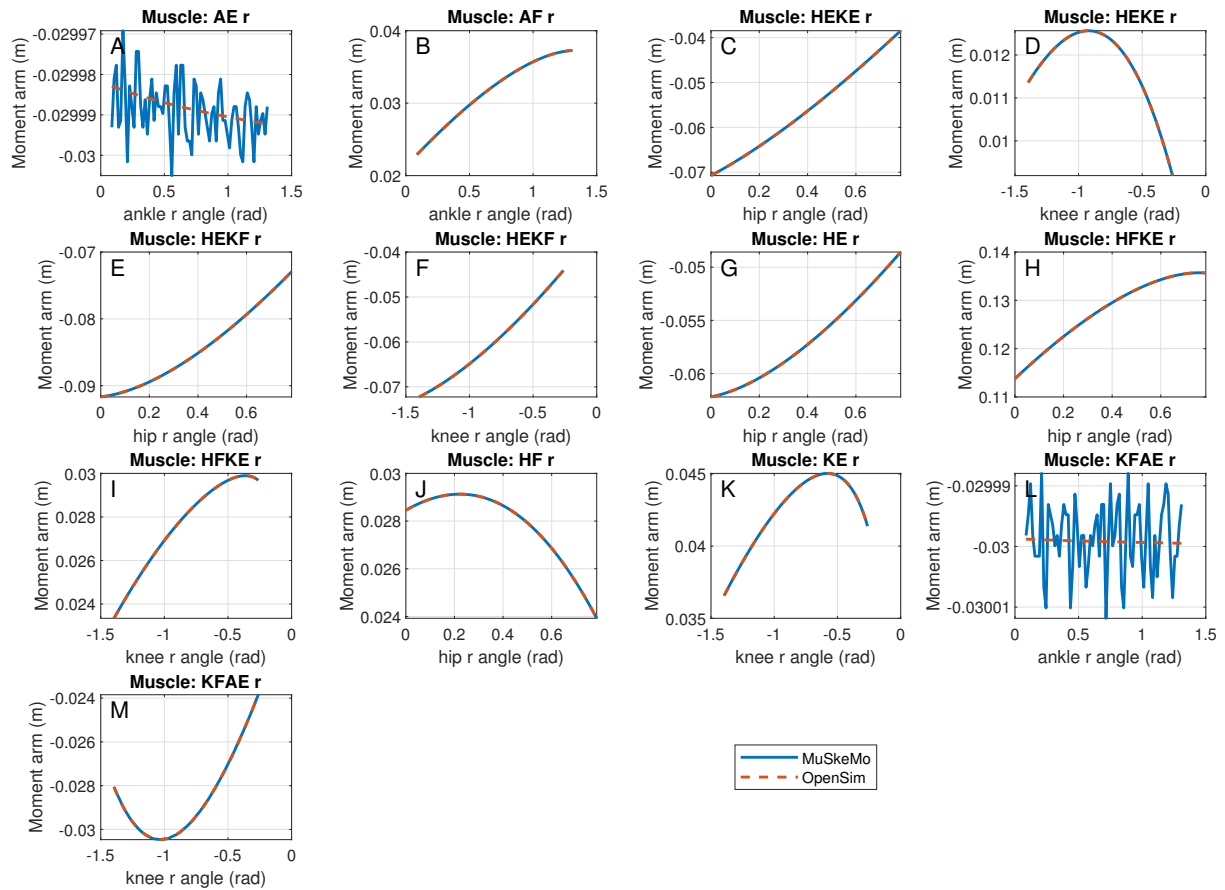 Muscle: AE r
A
-0.02997
-0.02998
-0.02999
-0.03
Moment arm (m)
0 0.5 1 1.5
ankle r angle (rad)
Muscle: AF r
B
0.04
0.03
0.02
Moment arm (m)
0 0.5 1 1.5
ankle r angle (rad)
Muscle: HEKE r
C
-0.04
-0.05
-0.06
-0.07
Moment arm (m)
0 0.2 0.4 0.6
hip r angle (rad)
Muscle: HEKE r
D
0.012
0.011
0.01
Moment arm (m)
-1.5 -1 -0.5 0
knee r angle (rad)
Muscle: HEKF r
E
-0.07
-0.08
-0.09
Moment arm (m)
0 0.2 0.4 0.6
hip r angle (rad)
Muscle: HEKF r
F
-0.04
-0.05
-0.06
-0.07
Moment arm (m)
-1.5 -1 -0.5 0
knee r angle (rad)
Muscle: HE r
G
-0.05
-0.055
-0.06
Moment arm (m)
0 0.2 0.4 0.6
hip r angle (rad)
Muscle: HFKE r
H
0.14
0.13
0.12
0.11
Moment arm (m)
0 0.2 0.4 0.6
hip r angle (rad)
Muscle: HFKE r
I
0.03
0.028
0.026
0.024
Moment arm (m)
-1.5 -1 -0.5 0
knee r angle (rad)
Muscle: HF r
J
0.03
0.028
0.026
0.024
Moment arm (m)
0 0.2 0.4 0.6
hip r angle (rad)
Muscle: KE r
K
0.045
0.04
0.035
Moment arm (m)
-1.5 -1 -0.5 0
knee r angle (rad)
Muscle: KFAE r
L
-0.02999
-0.03
-0.03001
Moment arm (m)
0 0.5 1 1.5
ankle r angle (rad)
Muscle: KFAE r
M
-0.024
-0.026
-0.028
-0.03
Moment arm (m)
-1.5 -1 -0.5 0
knee r angle (rad)
MuSkeMo
OpenSim